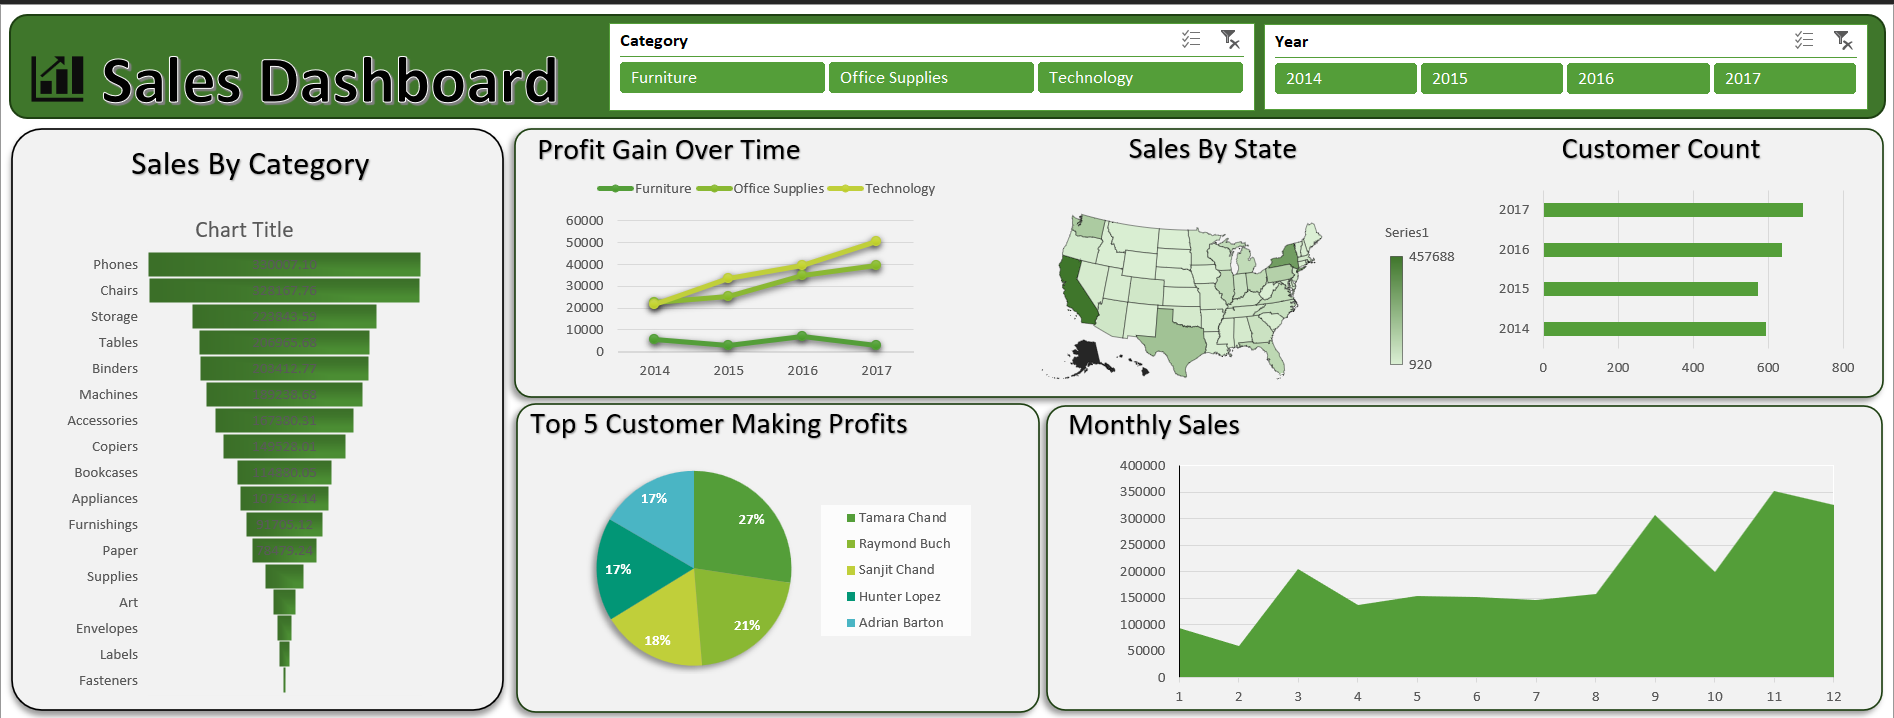 Sales Dashboard
Category
Furniture
Office Supplies
Technology
Year
2014
2015
2016
2017
Sales By Category
Chart Title
Phones
Chairs
Storage
Tables
Binders
Machines
Accessories
Copiers
Bookcases
Appliances
Furnishings
Paper
Supplies
Art
Envelopes
Labels
Fasteners
Profit Gain Over Time
Furniture Office Supplies Technology
60000
50000
40000
30000
20000
10000
0
2014 2015 2016 2017
Sales By State
Series1
457688
920
Customer Count
2017
2016
2015
2014
0 200 400 600 800
Top 5 Customer Making Profits
17%
27%
17%
21%
18%
Tamara Chand
Raymond Buch
Sanjit Chand
Hunter Lopez
Adrian Barton
Monthly Sales
400000
350000
300000
250000
200000
150000
100000
50000
0
1 2 3 4 5 6 7 8 9 10 11 12